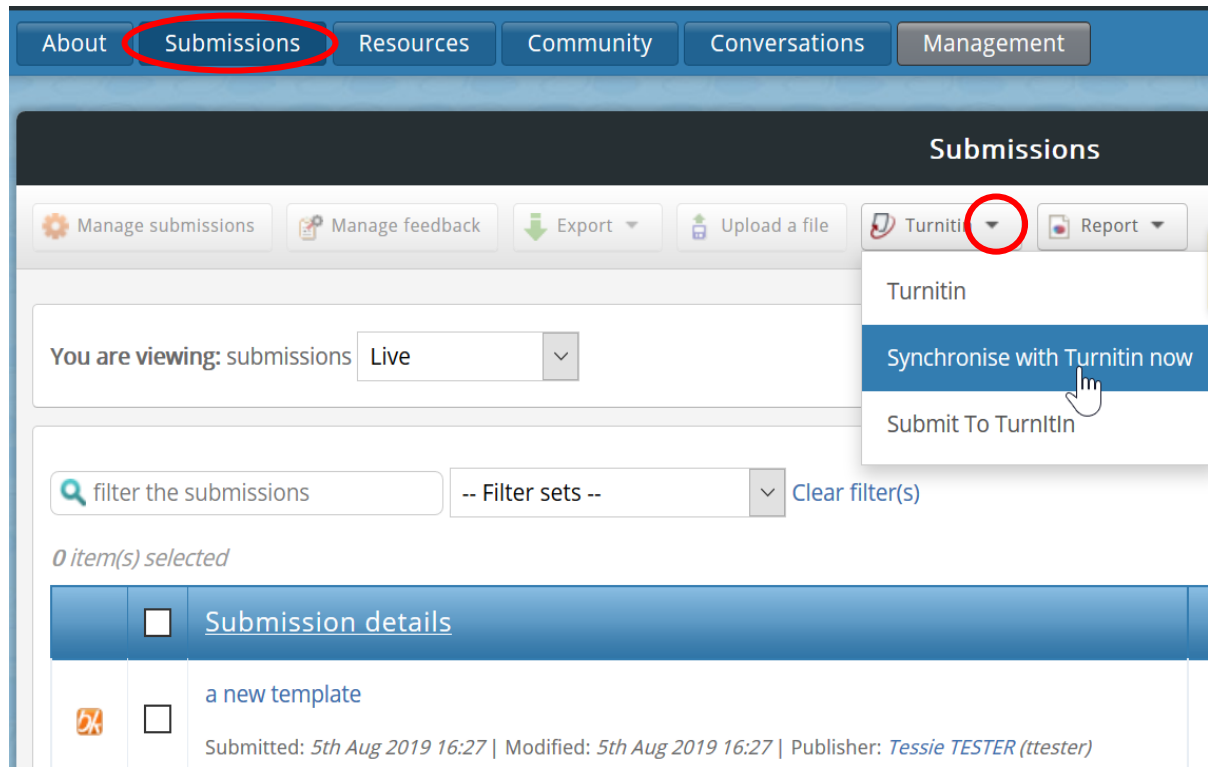 About Submissions Resources Community Conversations Management
Submissions
Manage submissions Manage feedback Export Upload a file Turnitin Report
Turnitin
Synchronise with Turnitin now
Submit To TurnItIn
You are viewing: submissions Live
filter the submissions -- Filter sets -- Clear filter(s)
0 item(s) selected
Submission details
a new template
bk
Submitted: 5th Aug 2019 16:27 | Modified: 5th Aug 2019 16:27 | Publisher: Tessie TESTER (ttester)